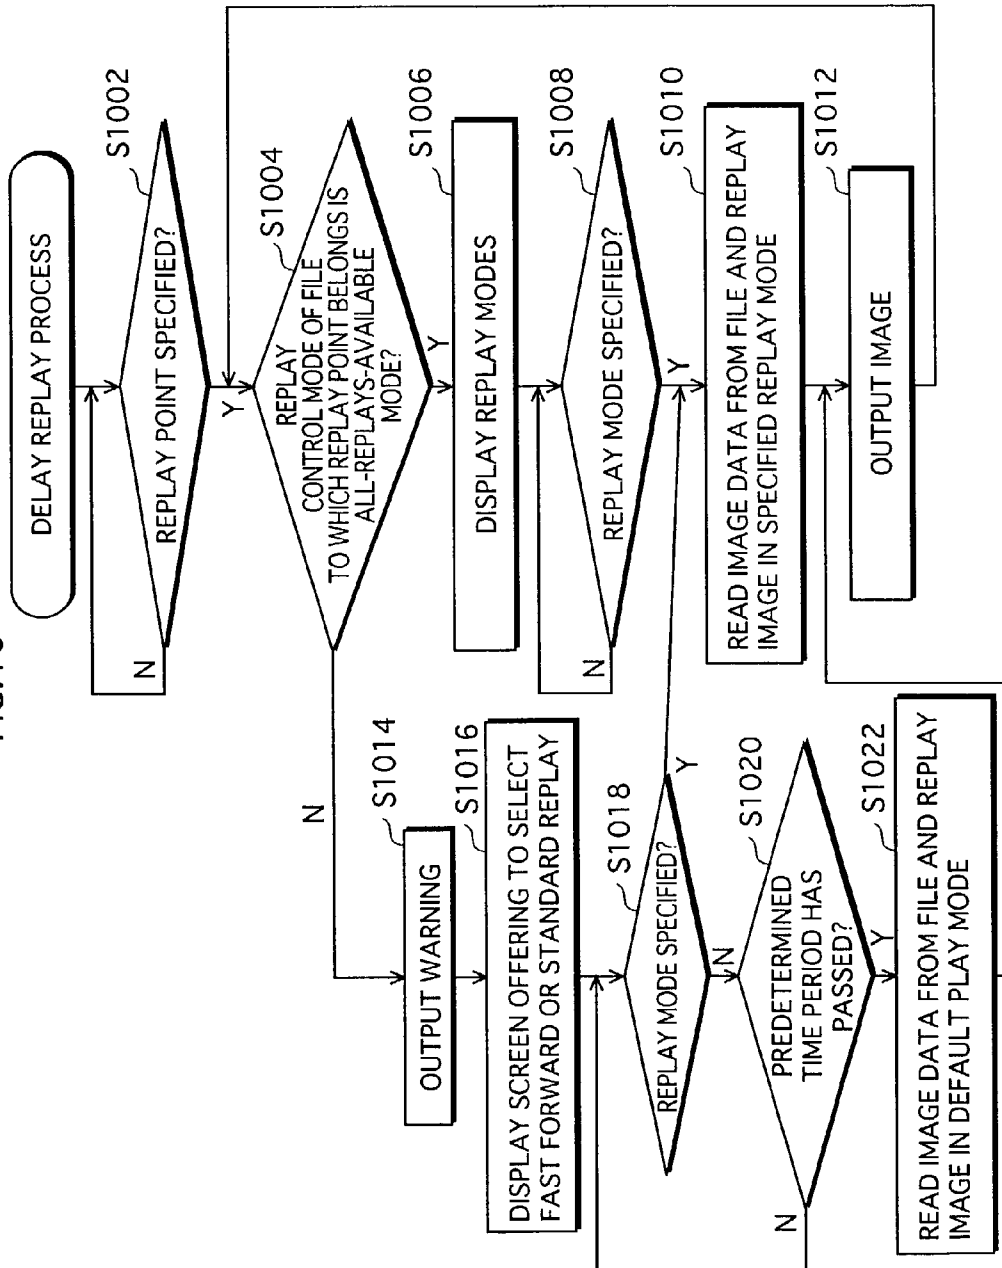 DELAY REPLAY PROCESS
S1002
REPLAY POINT SPECIFIED?
N
Y
S1004
REPLAY
CONTROL MODE OF FILE
TO WHICH REPLAY POINT BELONGS IS
ALL-REPLAYS-AVAILABLE
MODE?
N
Y
S1006
DISPLAY REPLAY MODES
S1008
REPLAY MODE SPECIFIED?
N
Y
S1010
READ IMAGE DATA FROM FILE AND REPLAY
IMAGE IN SPECIFIED REPLAY MODE
S1012
OUTPUT IMAGE
S1014
OUTPUT WARNING
S1016
DISPLAY SCREEN OFFERING TO SELECT
FAST FORWARD OR STANDARD REPLAY
S1018
REPLAY MODE SPECIFIED?
Y
N
S1020
PREDETERMINED
TIME PERIOD HAS
PASSED?
N
Y
S1022
READ IMAGE DATA FROM FILE AND REPLAY
IMAGE IN DEFAULT PLAY MODE